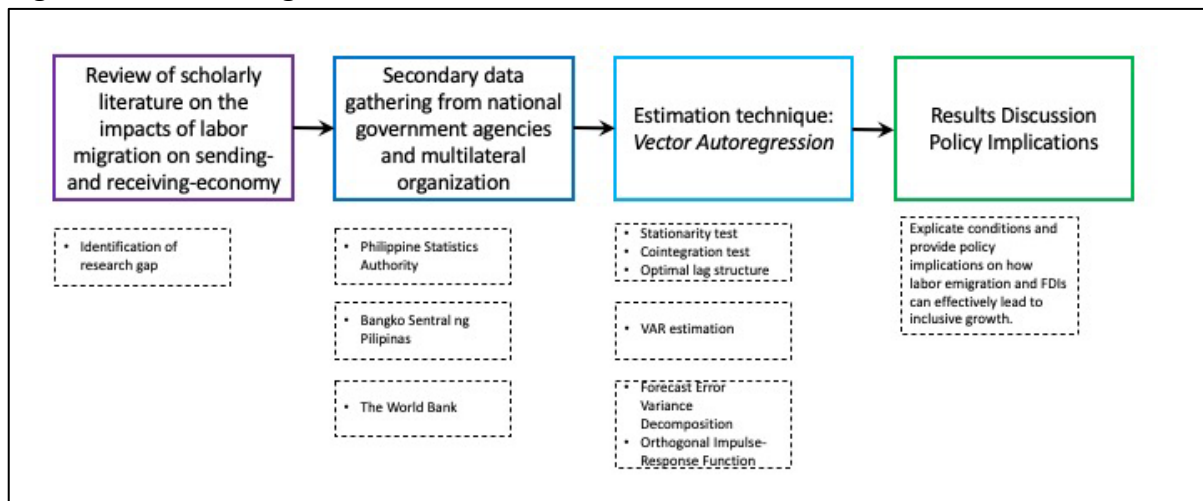 Review of scholarly
literature on the
impacts of labor
migration on sending-
and receiving-economy
Secondary data
gathering from national
government agencies
and multilateral
organization
Estimation technique:
Vector Autoregression
Results Discussion
Policy Implications
• Identification of
research gap
• Philippine Statistics
Authority
• Bangko Sentral ng
Pilipinas
• The World Bank
• Stationarity test
• Cointegration test
• Optimal lag structure
• VAR estimation
• Forecast Error
Variance
Decomposition
• Orthogonal Impulse-
Response Function
Explicate conditions and
provide policy
implications on how
labor emigration and FDIs
can effectively lead to
inclusive growth.